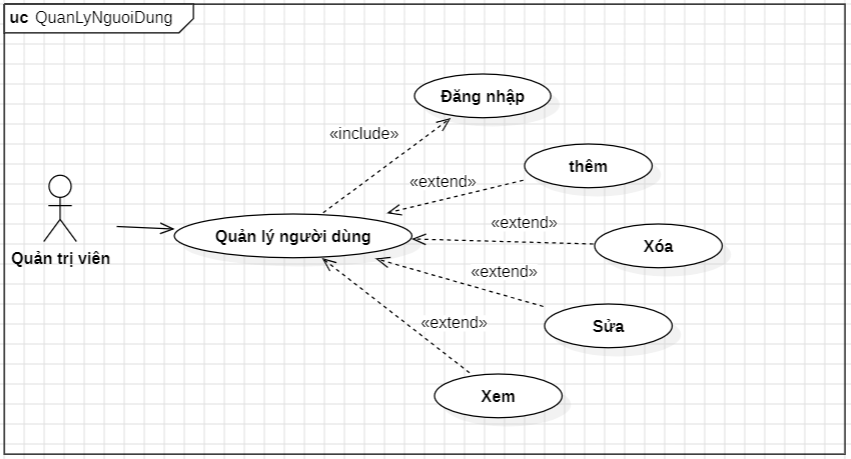 uc QuanLyNguoiDung
Đăng nhập
«include»
thêm
«extend»
«extend»
Quản lý người dùng
Xóa
Quản trị viên
«extend»
«extend»
Sửa
Xem